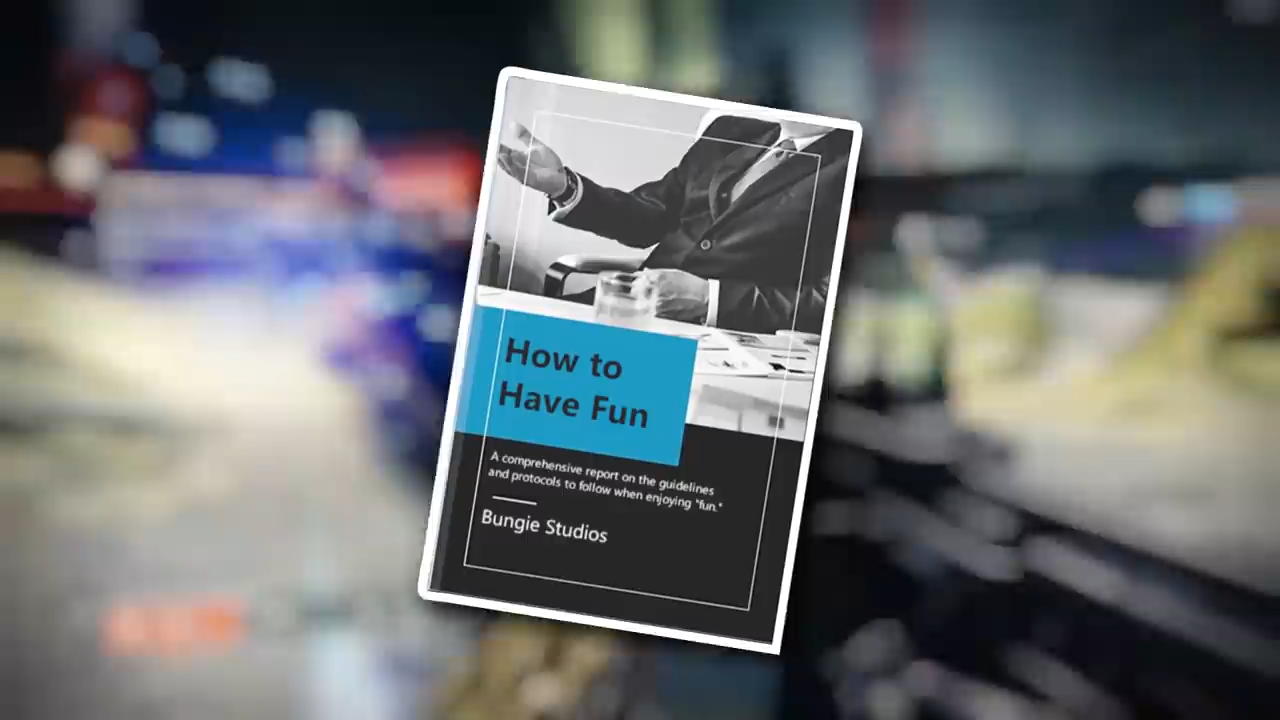 How to
Have Fun
A comprehensive report on the guidelines
and protocols to follow when enjoying "fun."
Bungie Studios